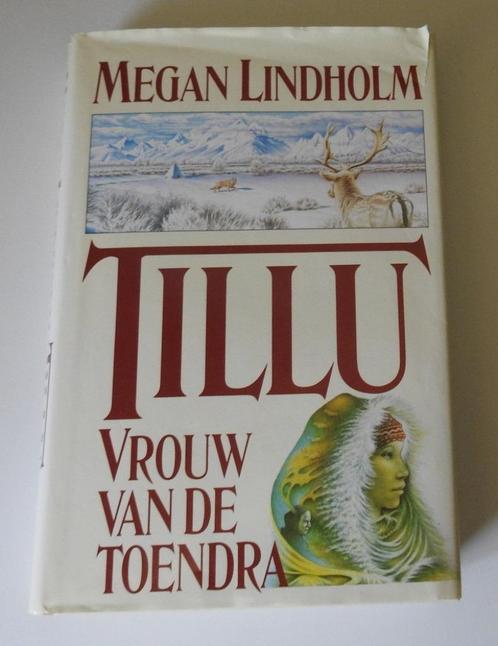 MEGAN LINDHOLM
TILLU
VROUW
VAN DE
TOENDRA